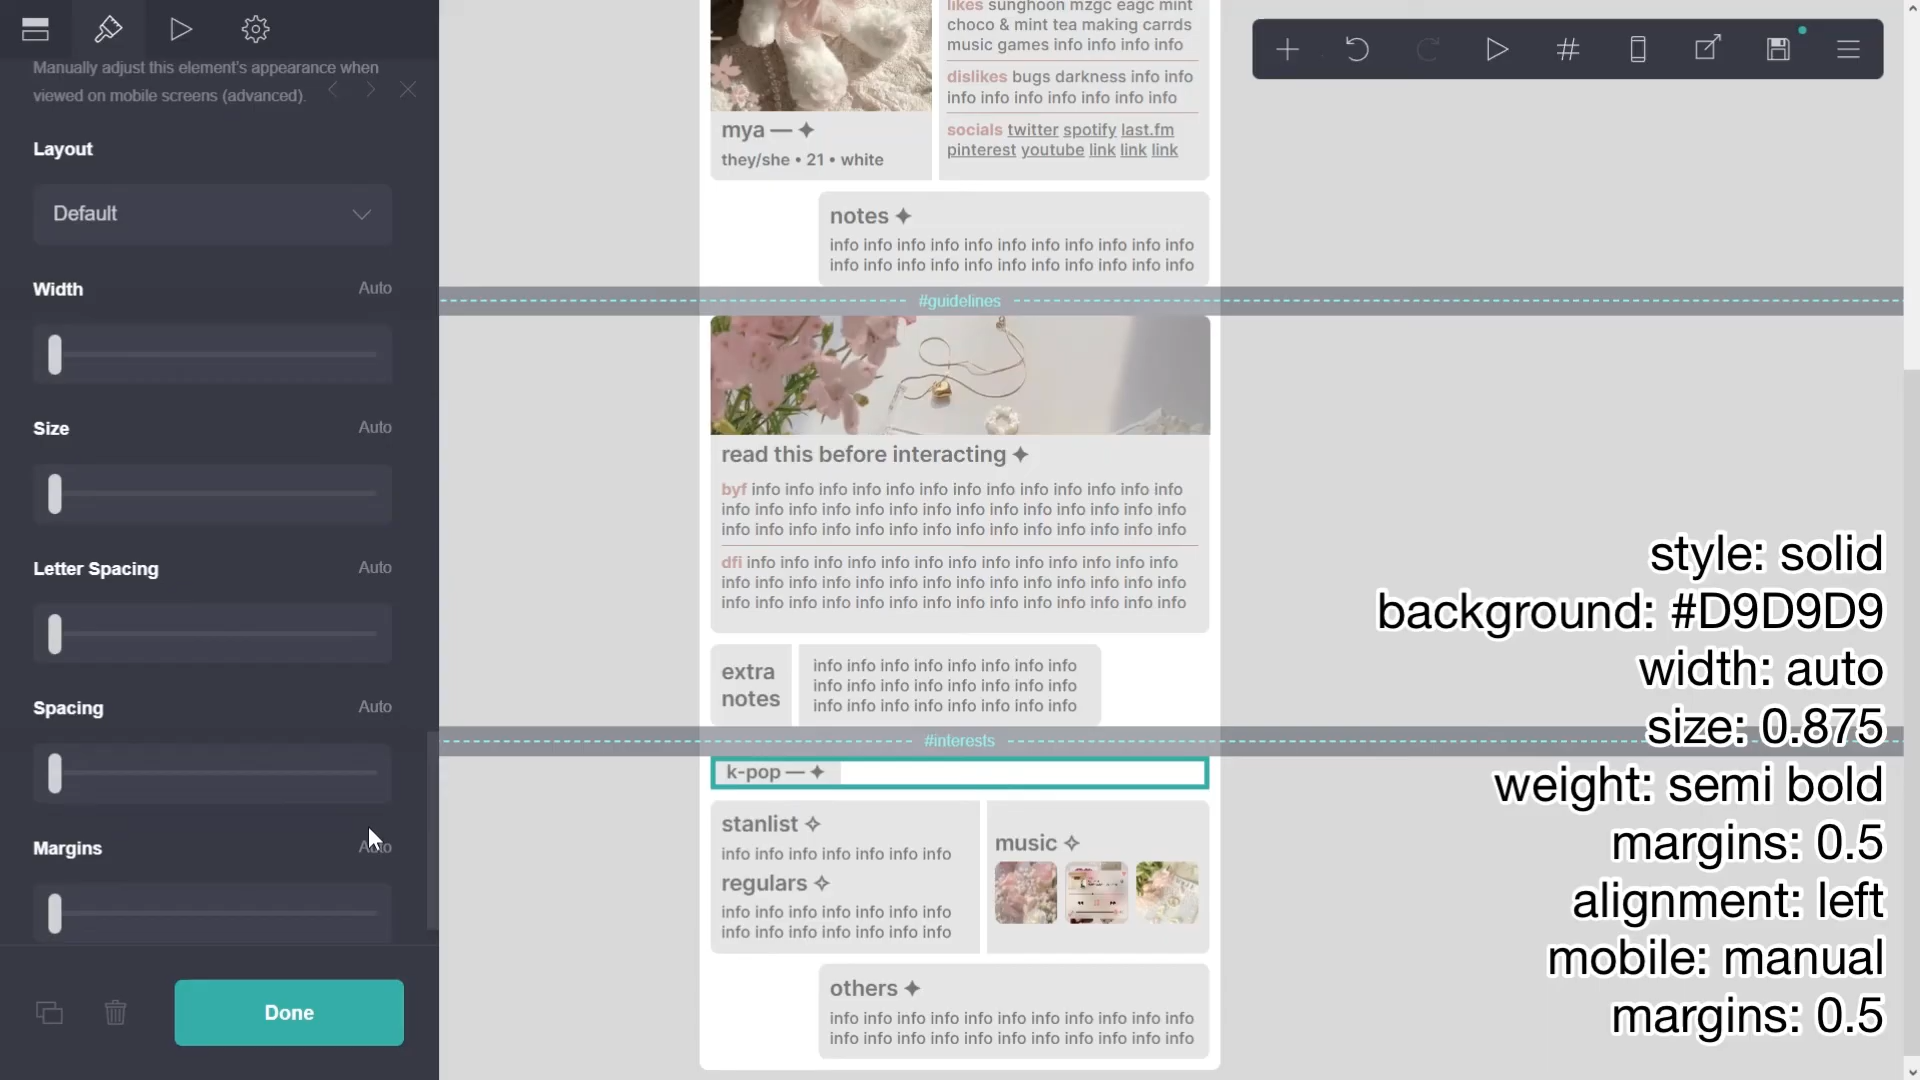 Manually adjust this element's appearance when
viewed on mobile screens (advanced).
Layout
Default
Width
Auto
Size
Auto
Letter Spacing
Auto
Spacing
Auto
Margins
Auto
Done
likes sunghoon mzgc eagc mint
choco & mint tea making carrds
music games info info info info
dislikes bugs darkness info info
info info info info info info info
socials twitter spotify last.fm
pinterest youtube link link link
mya — ✦
they/she • 21 • white
notes ✦
info info info info info info info info info info info
info info info info info info info info info info info
#guidelines
read this before interacting ✦
byf info info info info info info info info info info info info info
info info info info info info info info info info info info info info
info info info info info info info info info info info info info info
dfi info info info info info info info info info info info info info
info info info info info info info info info info info info info info
info info info info info info info info info info info info info info
extra
notes
info info info info info info info info
info info info info info info info info
info info info info info info info info
#interests
k-pop — ✦
stanlist ✧
info info info info info info info
regulars ✧
info info info info info info info
info info info info info info info
music ✧
others ✦
info info info info info info info info info info info
info info info info info info info info info info info
style: solid
background: #D9D9D9
width: auto
size: 0.875
weight: semi bold
margins: 0.5
alignment: left
mobile: manual
margins: 0.5